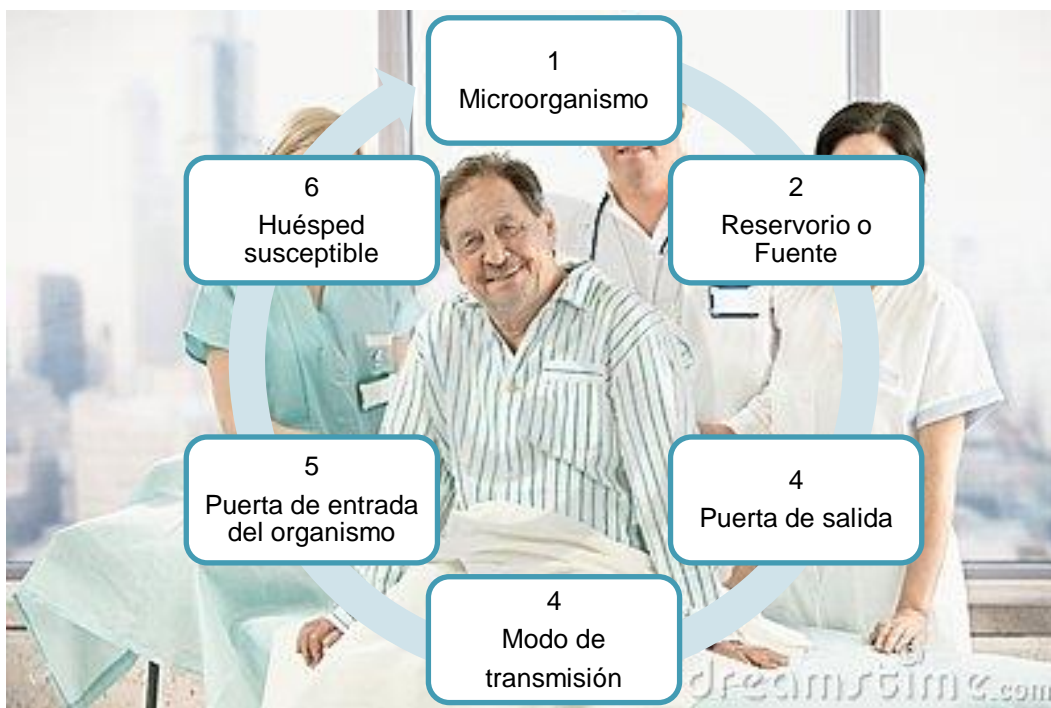 1
Microorganismo
2
Reservorio o
Fuente
4
Puerta de salida
4
Modo de
transmisión
5
Puerta de entrada
del organismo
6
Huésped
susceptible
dreamstime.com